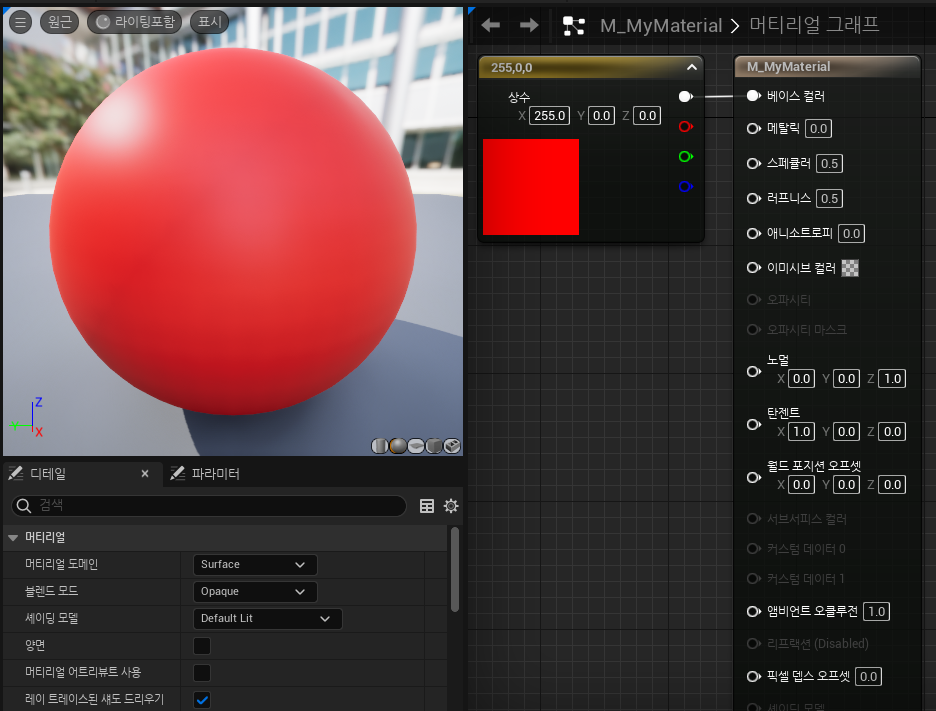 원근
라이팅포함
표시
Z
Y
X
디테일
파라미터
검색
머티리얼
머티리얼 도메인
Surface
블렌드 모드
Opaque
셰이딩 모델
Default Lit
양면
머티리얼 어트리뷰트 사용
레이 트레이스된 섀도 드리우기
M_MyMaterial
머티리얼 그래프
255,0,0
상수
X 255.0 Y 0.0 Z 0.0
M_MyMaterial
베이스 컬러
메탈릭 0.0
스페큘러 0.5
러프니스 0.5
애니소트로피 0.0
이미시브 컬러
오파시티
오파시티 마스크
노멀
X 0.0 Y 0.0 Z 1.0
탄젠트
X 1.0 Y 0.0 Z 0.0
월드 포지션 오프셋
X 0.0 Y 0.0 Z 0.0
서브서피스 컬러
커스텀 데이터 0
커스텀 데이터 1
앰비언트 오클루전 1.0
리프랙션 (Disabled)
픽셀 뎁스 오프셋 0.0
셰이딩 모델